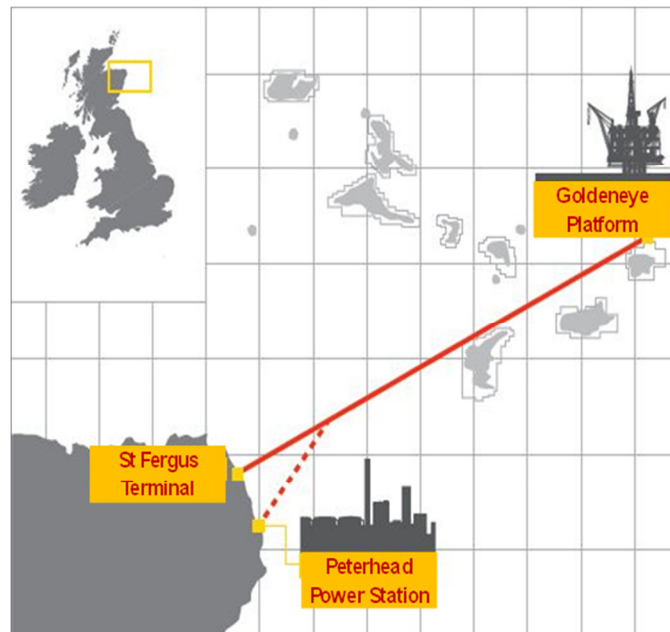 Goldeneye
Platform
St Fergus
Terminal
Peterhead
Power Station